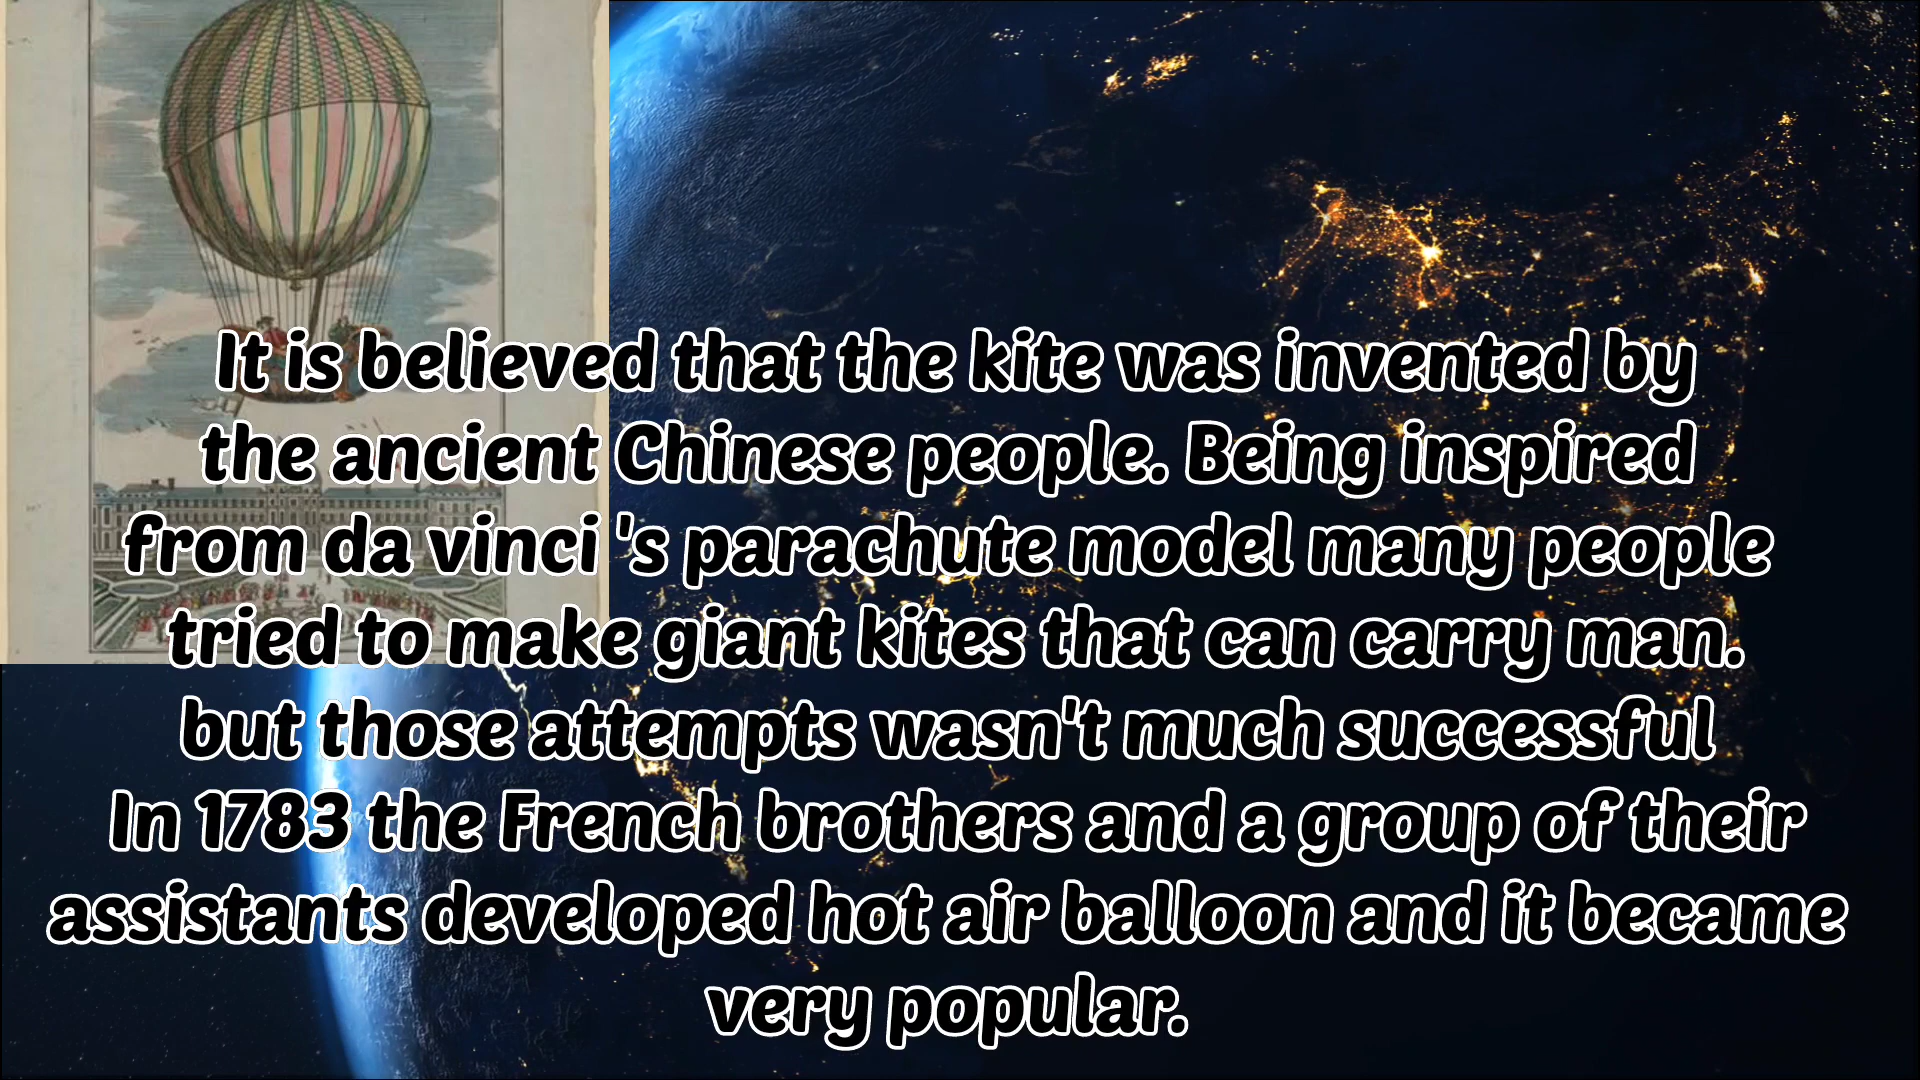 It is believed that the kite was invented by
the ancient Chinese people. Being inspired
from da vinci 's parachute model many people
tried to make giant kites that can carry man.
but those attempts wasn't much successful
In 1783 the French brothers and a group of their
assistants developed hot air balloon and it became
very popular.